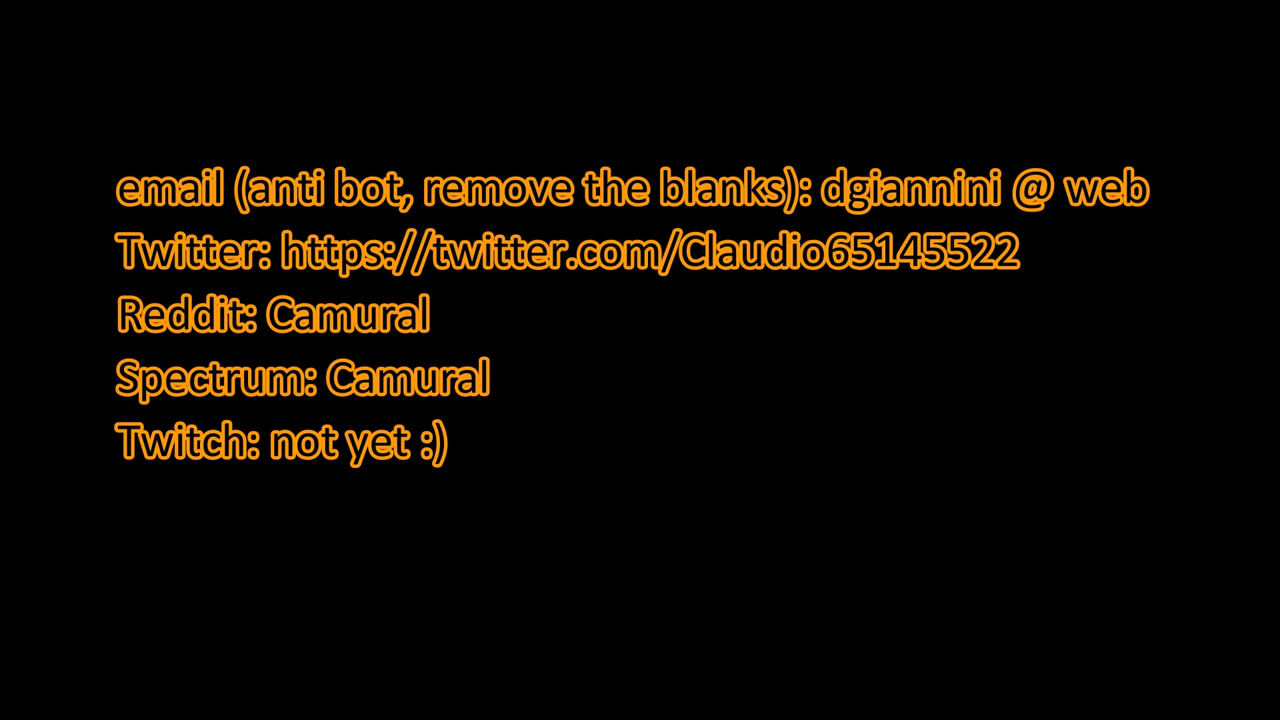 email (anti bot, remove the blanks): dgiannini @ web
Twitter: https://twitter.com/Claudio65145522
Reddit: Camural
Spectrum: Camural
Twitch: not yet :)